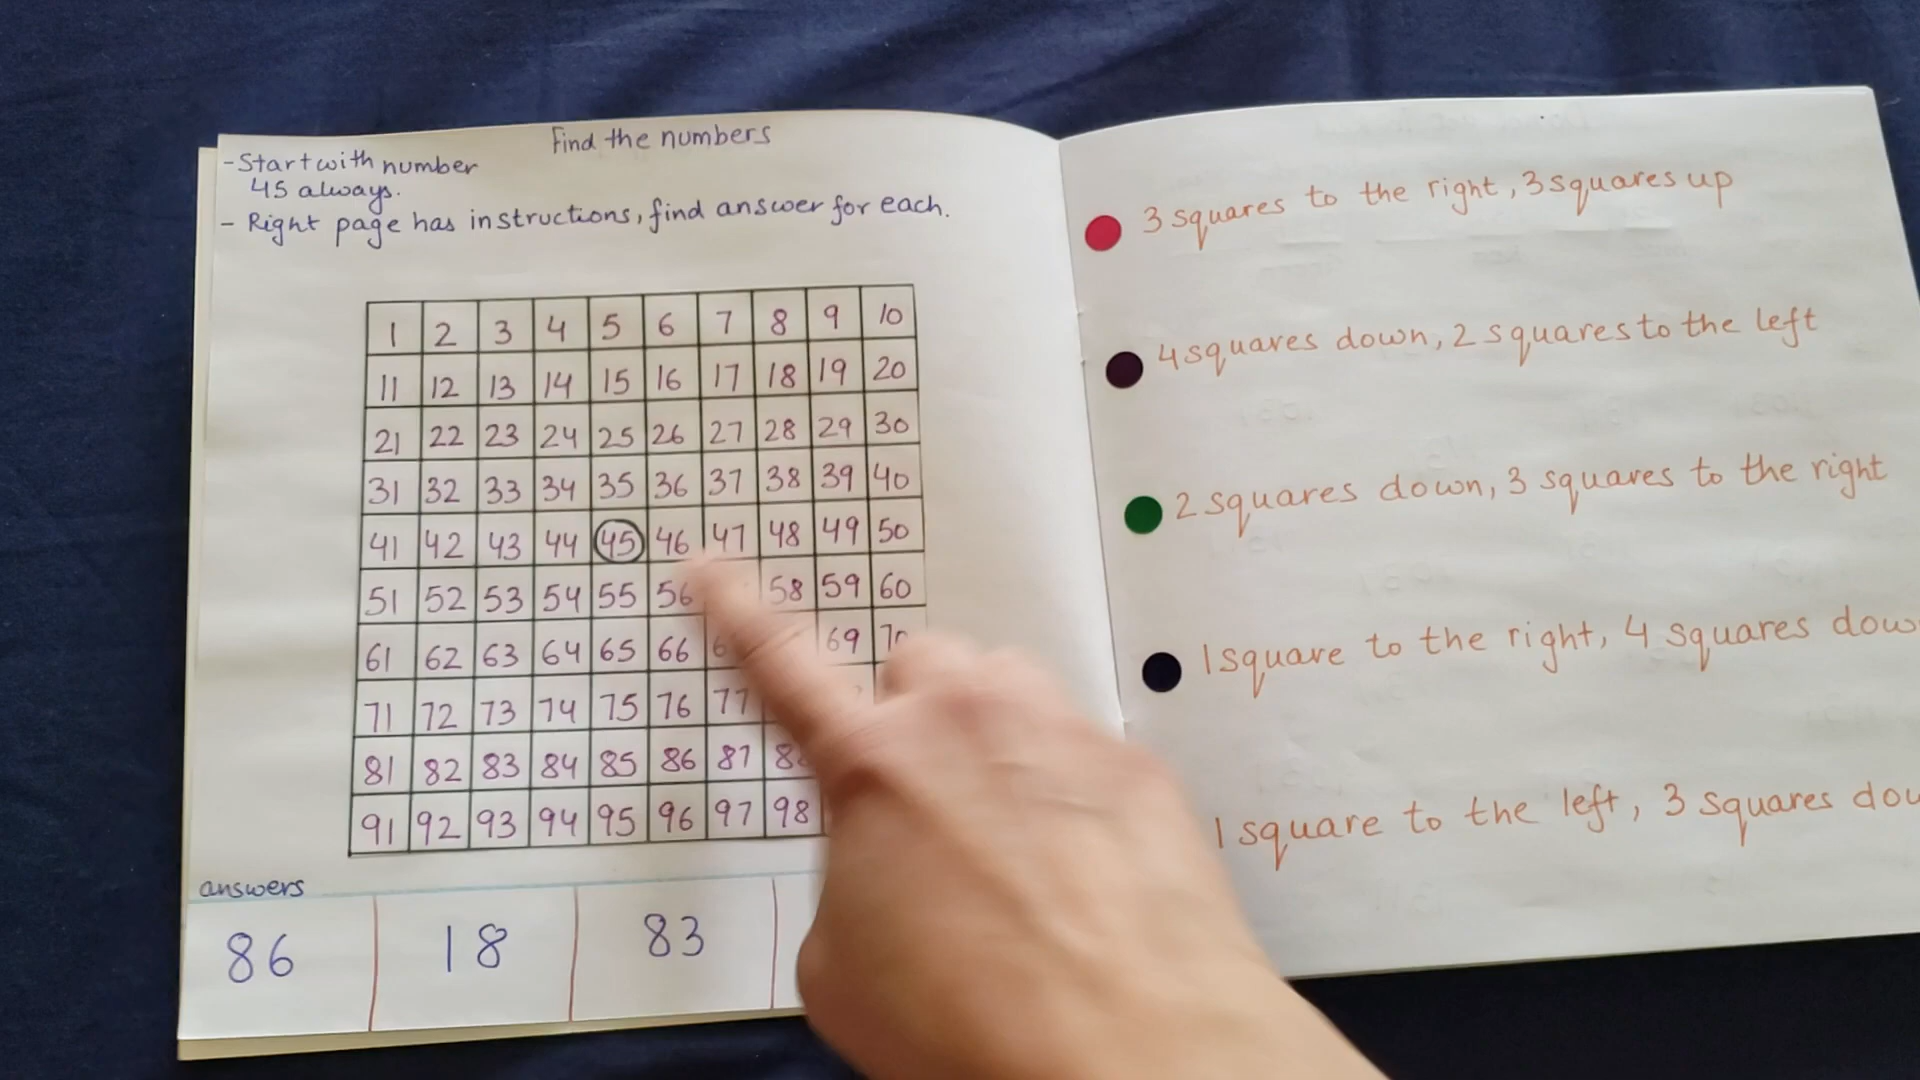 Find the numbers
- Start with number
45 always.
- Right page has instructions, find answer for each.
1 2 3 4 5 6 7 8 9 10
11 12 13 14 15 16 17 18 19 20
21 22 23 24 25 26 27 28 29 30
31 32 33 34 35 36 37 38 39 40
41 42 43 44 45 46 47 48 49 50
51 52 53 54 55 56 58 59 60
61 62 63 64 65 66 69
71 72 73 74 75 76 77
81 82 83 84 85 86 87
91 92 93 94 95 96 97 98
answers
86 18 83
3 squares to the right, 3 squares up
4 squares down, 2 squares to the left
2 squares down, 3 squares to the right
1 square to the right, 4 squares
1 square to the left, 3 squares